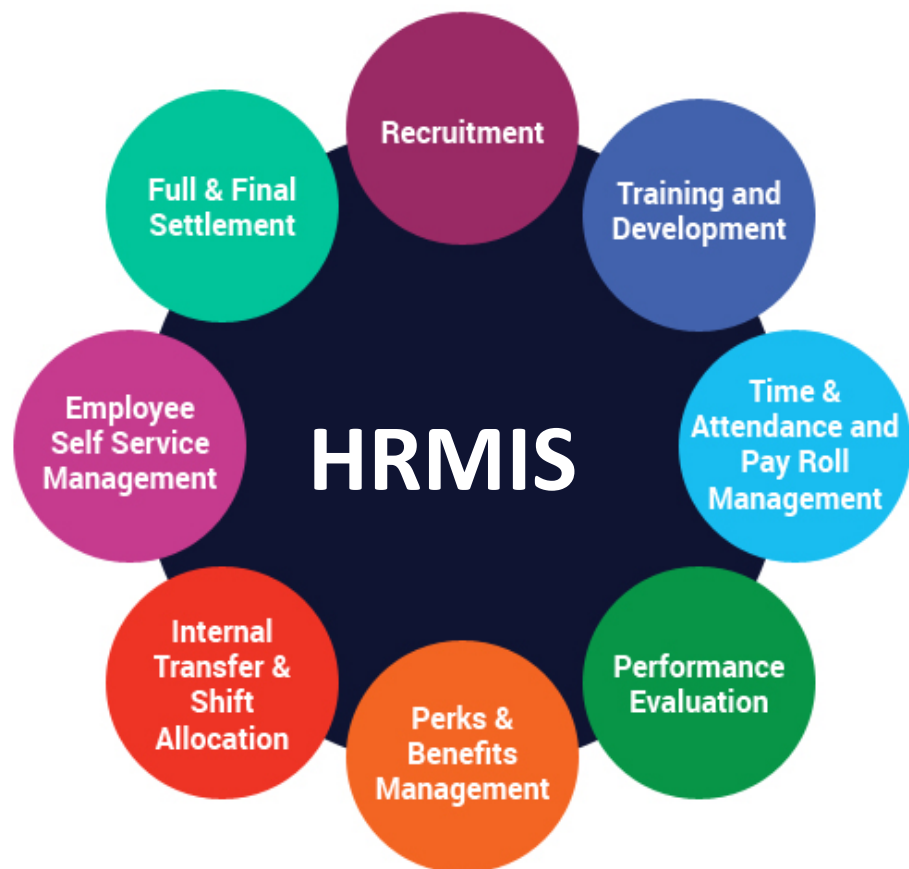 Recruitment
Training and
Development
Time &
Attendance and
Pay Roll
Management
Performance
Evaluation
Perks &
Benefits
Management
Internal
Transfer &
Shift
Allocation
Employee
Self Service
Management
Full & Final
Settlement
HRMIS